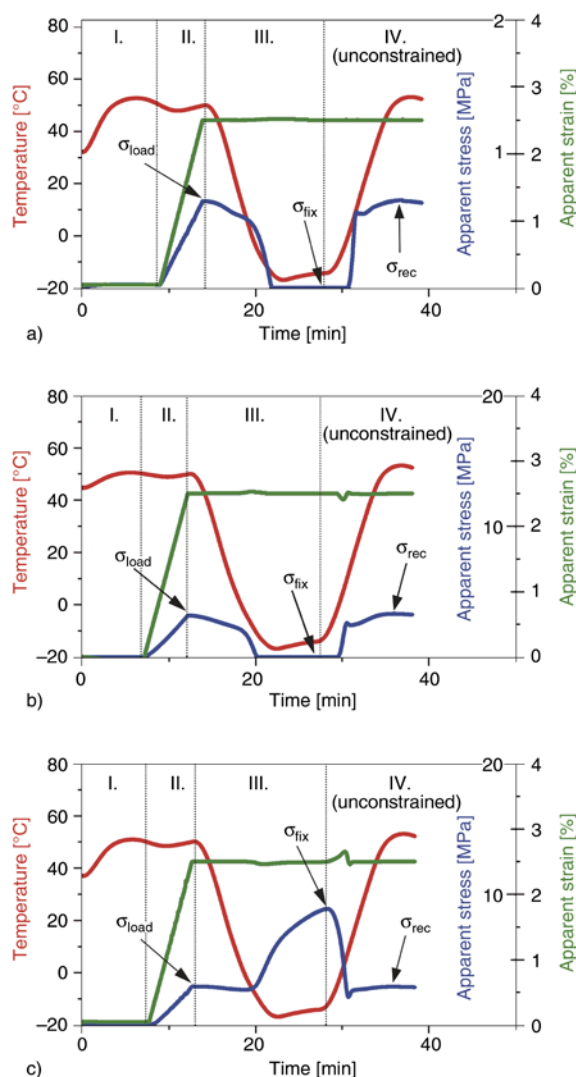 80
60
40
20
0
–20
Temperature [°C]
I.
II.
III.
IV.
(unconstrained)
σload
σfix
σrec
2
1
0
Apparent stress [MPa]
4
3
2
1
0
Apparent strain [%]
0
20
40
Time [min]
a)
80
60
40
20
0
–20
Temperature [°C]
I.
II.
III.
IV.
(unconstrained)
σload
σfix
σrec
20
10
0
Apparent stress [MPa]
4
3
2
1
0
Apparent strain [%]
0
20
40
Time [min]
b)
80
60
40
20
0
–20
Temperature [°C]
I.
II.
III.
IV.
(unconstrained)
σload
σfix
σrec
20
10
0
Apparent stress [MPa]
4
3
2
1
0
Apparent strain [%]
0
20
40
Time [min]
c)